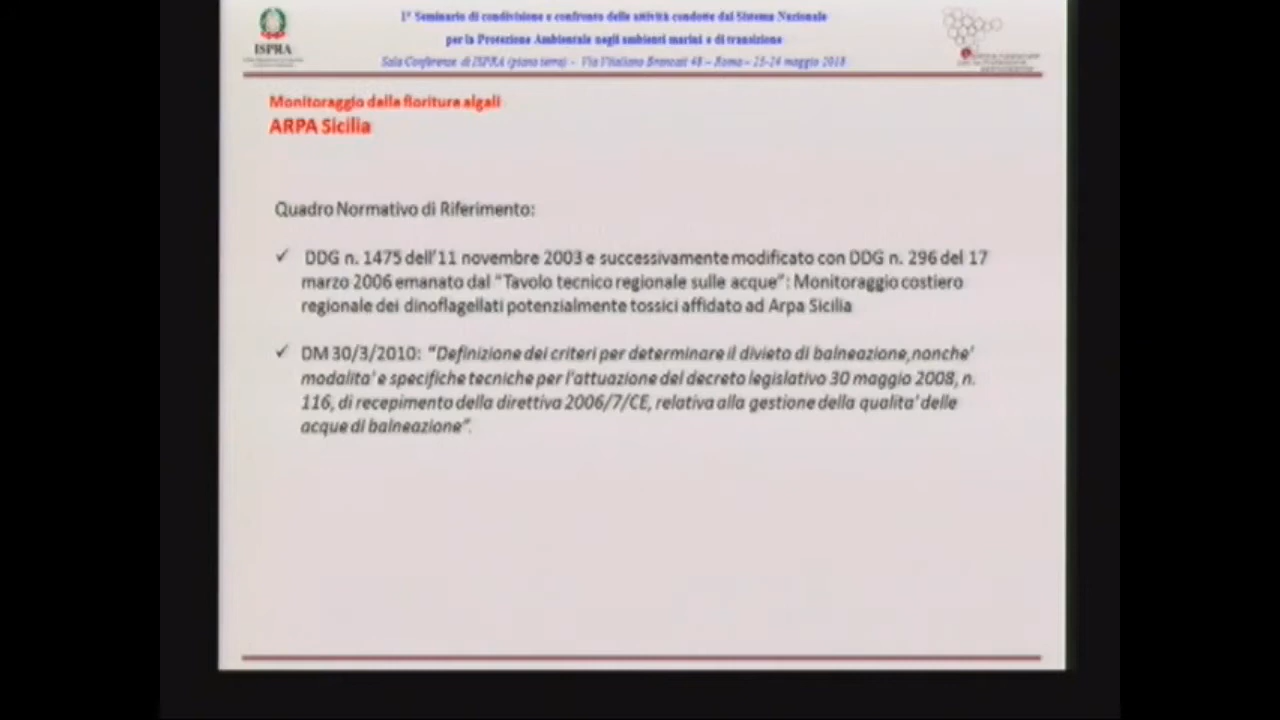 1° Seminario di condivisione e confronto delle attività condotte dal Sistema Nazionale
per la Protezione Ambientale negli ambienti marini e di transizione
Sala Conferenze di ISPRA (piano terra) - Via Vitaliano Brancati 48 – Roma – 23-24 maggio 2018
ISPRA
Monitoraggio dalla fioritura algali
ARPA Sicilia
Quadro Normativo di Riferimento:
✓ DDG n. 1475 dell'11 novembre 2003 e successivamente modificato con DDG n. 296 del 17
marzo 2006 emanato dal "Tavolo tecnico regionale sulle acque": Monitoraggio costiero
regionale dei dinoflagellati potenzialmente tossici affidato ad Arpa Sicilia
✓ DM 30/3/2010: "Definizione dei criteri per determinare il divieto di balneazione,nonche'
modalita' e specifiche tecniche per l'attuazione del decreto legislativo 30 maggio 2008, n.
116, di recepimento della direttiva 2006/7/CE, relativa alla gestione della qualita' delle
acque di balneazione".